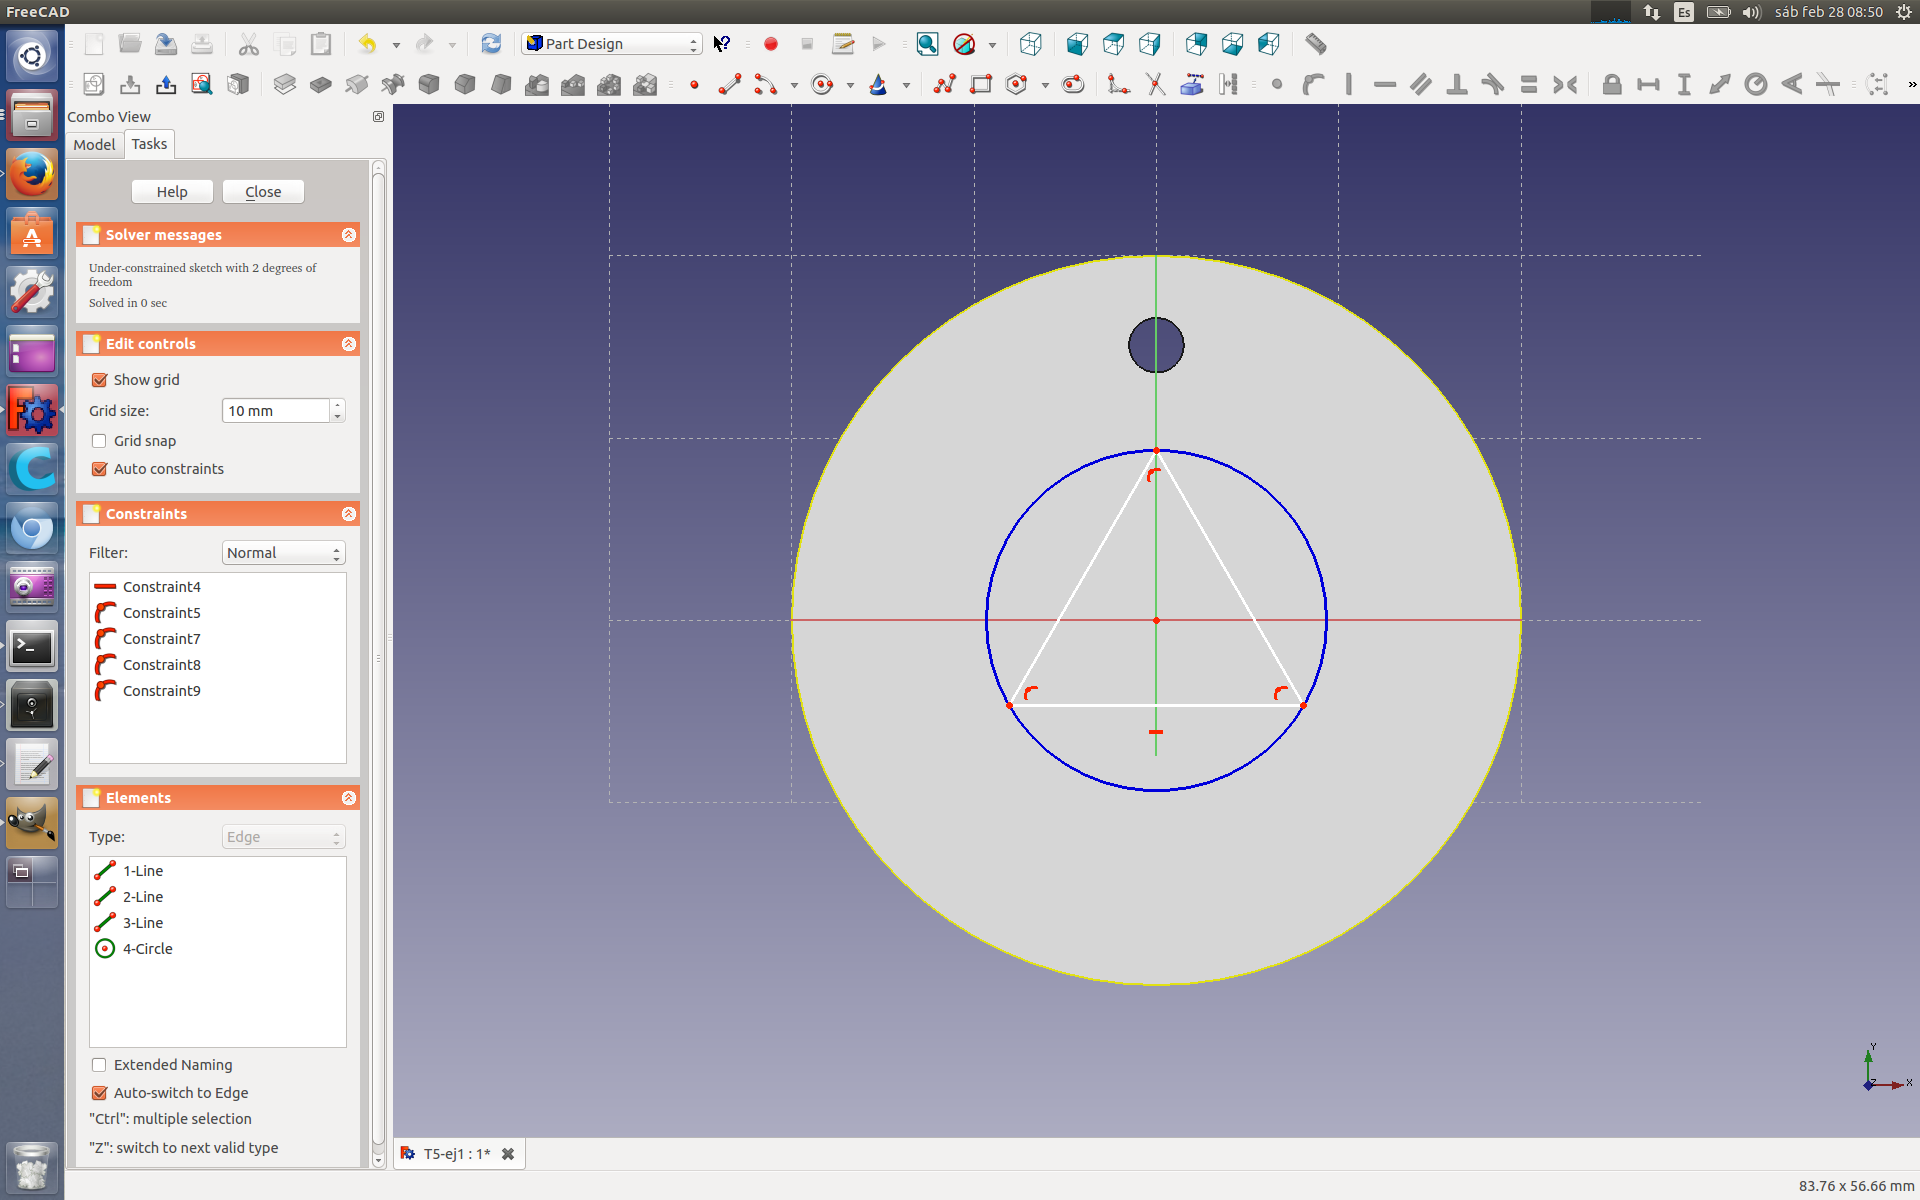 FreeCAD
Es
sáb feb 28 08:50
Part Design
Combo View
Model
Tasks
Help
Close
Solver messages
Under-constrained sketch with 2 degrees of
freedom
Solved in 0 sec
Edit controls
Show grid
Grid size:
10 mm
Grid snap
Auto constraints
Constraints
Filter:
Normal
Constraint4
Constraint5
Constraint7
Constraint8
Constraint9
Elements
Type:
Edge
1-Line
2-Line
3-Line
4-Circle
Extended Naming
Auto-switch to Edge
"Ctrl": multiple selection
"Z": switch to next valid type
Y
Z
X
T5-ej1 : 1*
83.76 x 56.66 mm